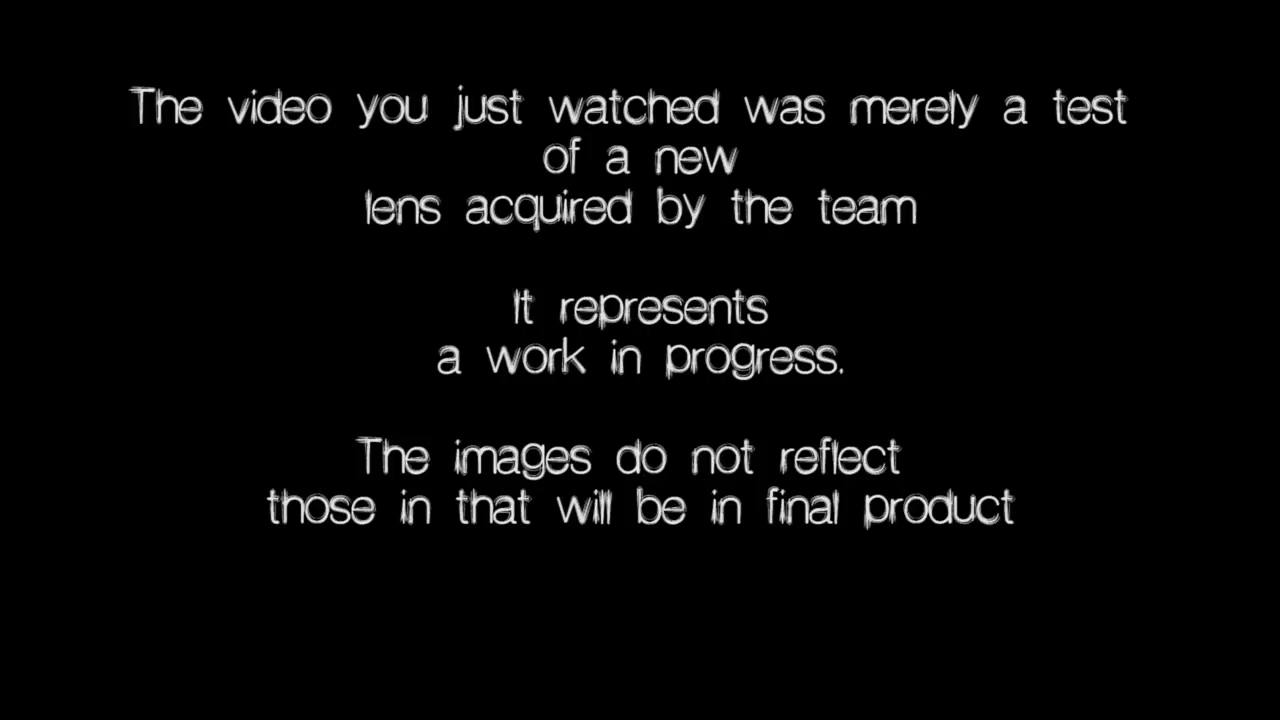 The video you just watched was merely a test
of a new
lens acquired by the team
It represents
a work in progress.
The images do not reflect
those in that will be in final product